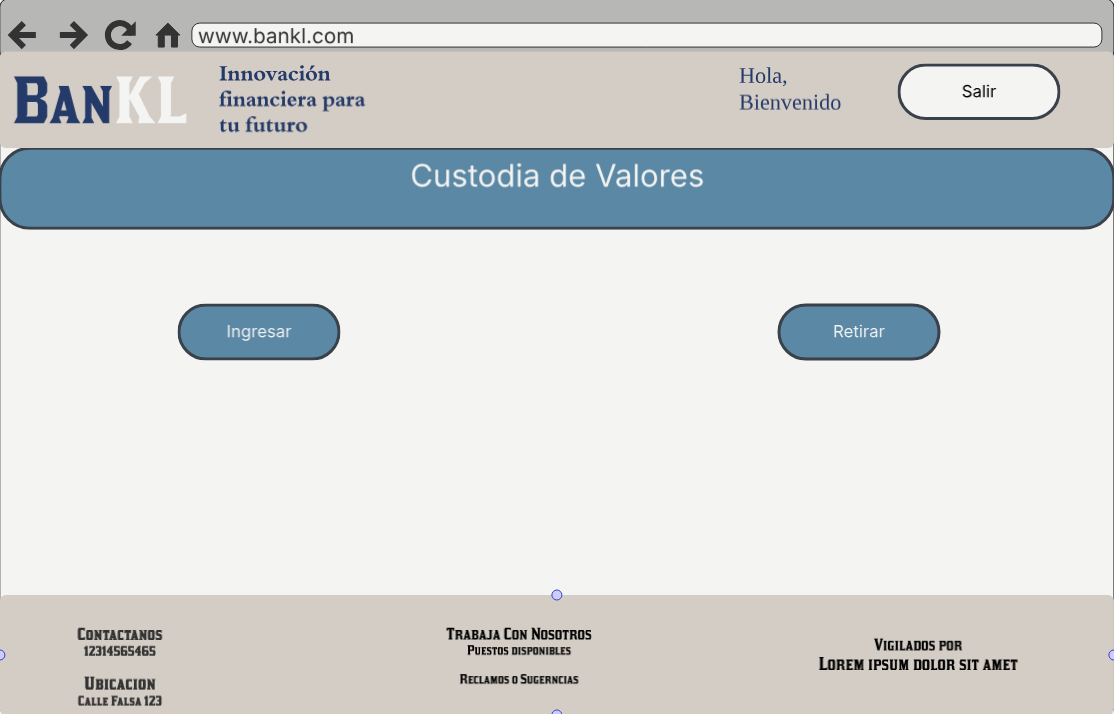 www.bankl.com
BanKL
Innovación
financiera para
tu futuro
Hola,
Bienvenido
Salir
Custodia de Valores
Ingresar
Retirar
Contactanos
12314565465
Ubicacion
Calle Falsa 123
Trabaja Con Nosotros
Puestos disponibles
Reclamos o Sugerncias
Vigilados por
Lorem ipsum dolor sit amet